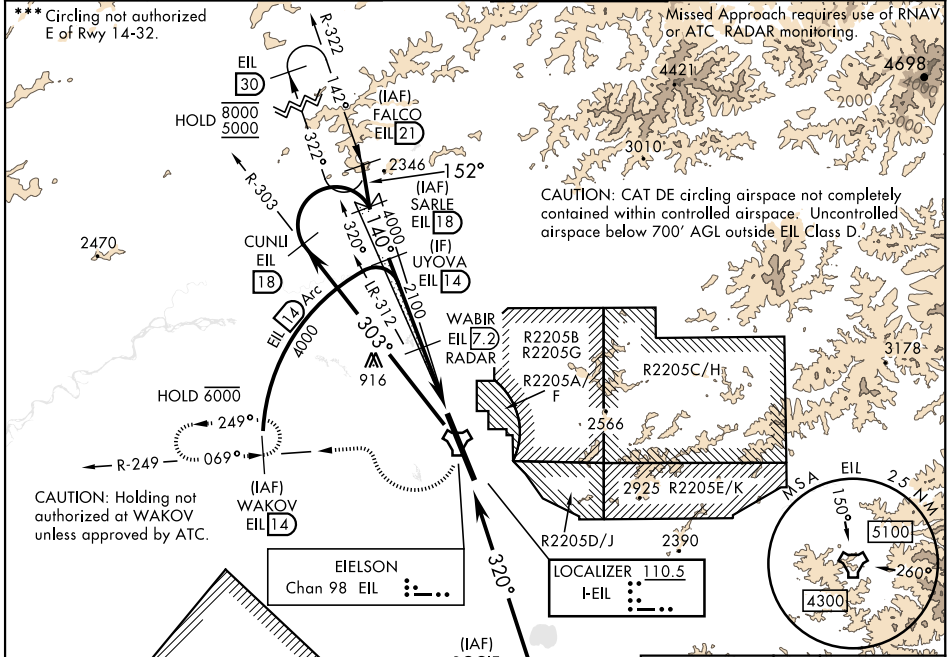 *** Circling not authorized
E of Rwy 14-32.
Missed Approach requires use of RNAV
or ATC RADAR monitoring.
R-322
EIL
30
142°
HOLD 8000
5000
322°
(IAF)
FALCO
EIL 21
4421
4698
6000
2000
3000
3010
2346
152°
R-303
(IAF)
SARLE
EIL 18
CAUTION: CAT DE circling airspace not completely
contained within controlled airspace. Uncontrolled
airspace below 700' AGL outside EIL Class D.
2470
CUNLI
EIL
18
320°
140°
4000
(IF)
UYOVA
EIL 14
2100
LR-312
EIL 14 Arc
4000
303°
WABIR
EIL 7.2
RADAR
916
R2205B
R2205G
R2205A/
F
R2205C/H
3178
HOLD 6000
2566
249°
R-249
069°
(IAF)
WAKOV
EIL 14
CAUTION: Holding not
authorized at WAKOV
unless approved by ATC.
2925
R2205E/K
R2205D/J
2390
MSA EIL 25 NM
150°
5100
260°
4300
EIELSON
Chan 98 EIL
LOCALIZER 110.5
I-EIL
320°
(IAF)